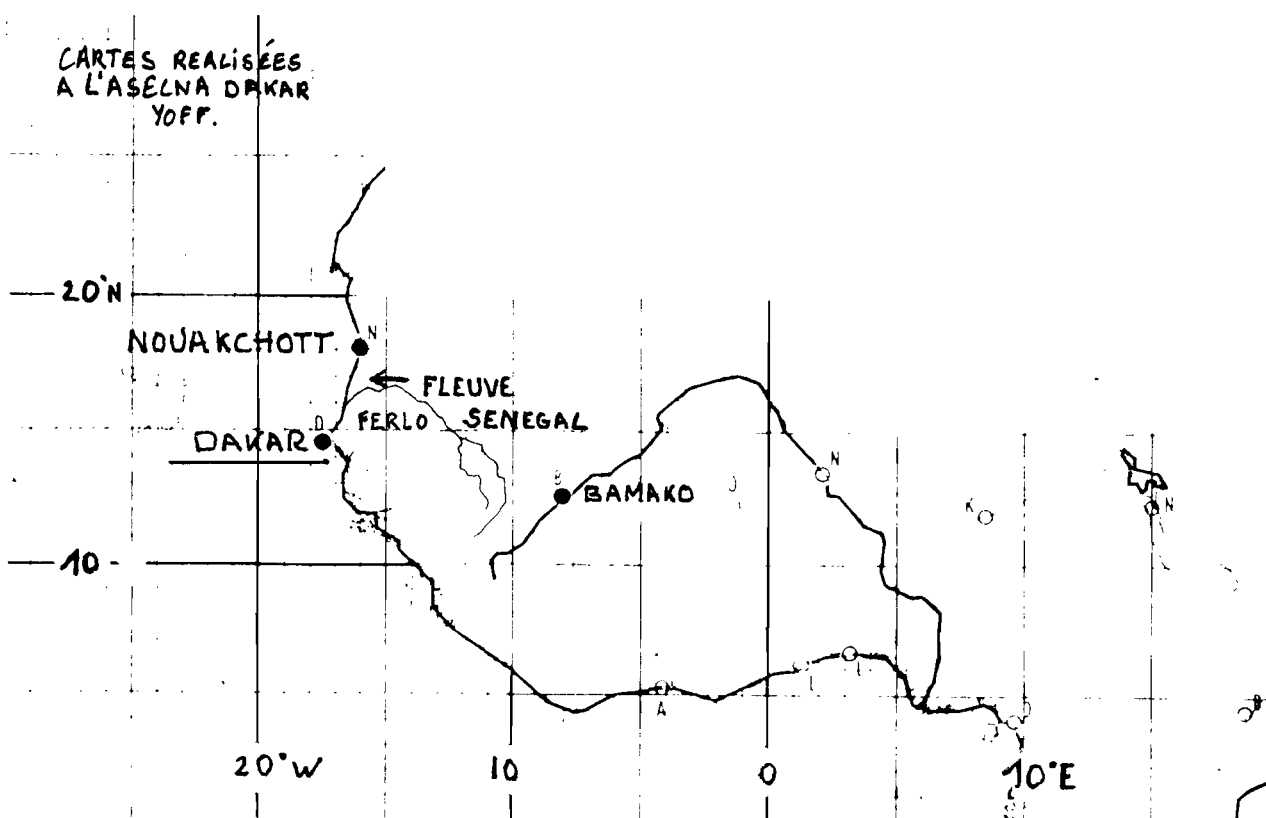 CARTES REALISÉES
A L'ASECNA DAKAR
YOFF.
20°N
NOUAKCHOTT.
N
FLEUVE
FERLO SENEGAL
D
DAKAR
B
BAMAKO
N
K
N
10
A
L
L
D
20°W
10
0
10°E